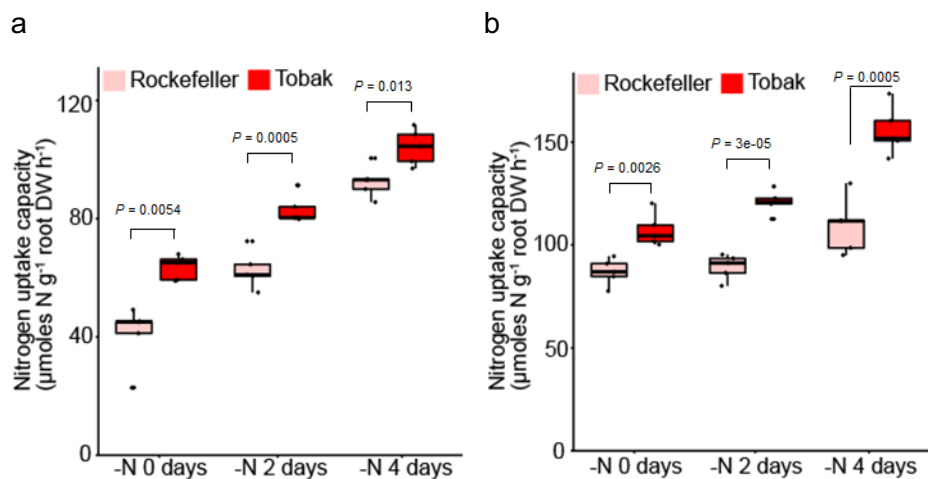 a
Rockefeller Tobak
Nitrogen uptake capacity
(µmoles N g⁻¹ root DW h⁻¹)
120
80
40
0
P = 0.0054
P = 0.0005
P = 0.013
-N 0 days -N 2 days -N 4 days
b
Rockefeller Tobak
Nitrogen uptake capacity
(µmoles N g⁻¹ root DW h⁻¹)
150
100
50
0
P = 0.0026
P = 3e-05
P = 0.0005
-N 0 days -N 2 days -N 4 days